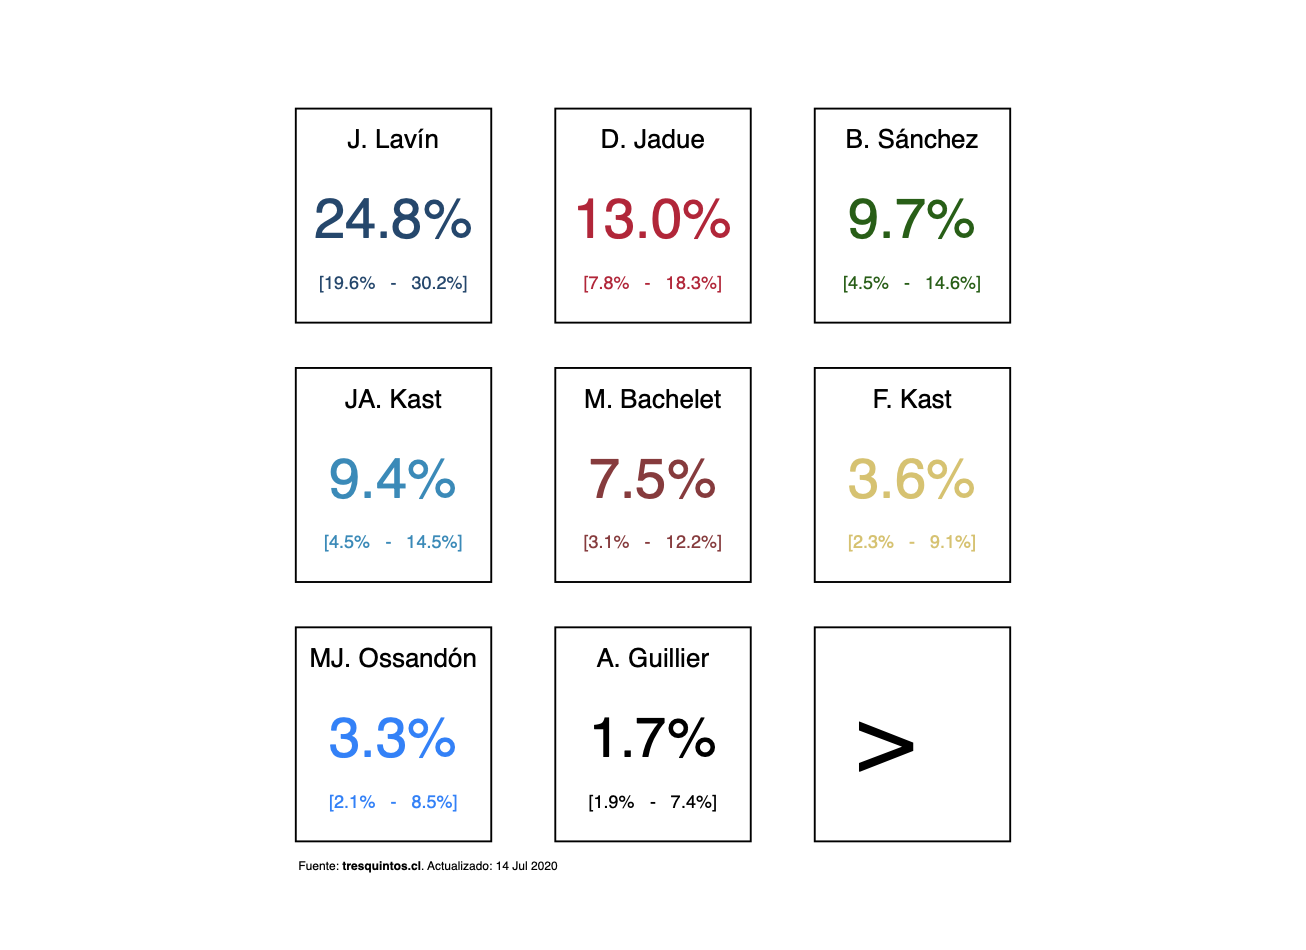 J. Lavín
24.8%
[19.6% - 30.2%]
D. Jadue
13.0%
[7.8% - 18.3%]
B. Sánchez
9.7%
[4.5% - 14.6%]
JA. Kast
9.4%
[4.5% - 14.5%]
M. Bachelet
7.5%
[3.1% - 12.2%]
F. Kast
3.6%
[2.3% - 9.1%]
MJ. Ossandón
3.3%
[2.1% - 8.5%]
A. Guillier
1.7%
[1.9% - 7.4%]
>
Fuente: tresquintos.cl. Actualizado: 14 Jul 2020